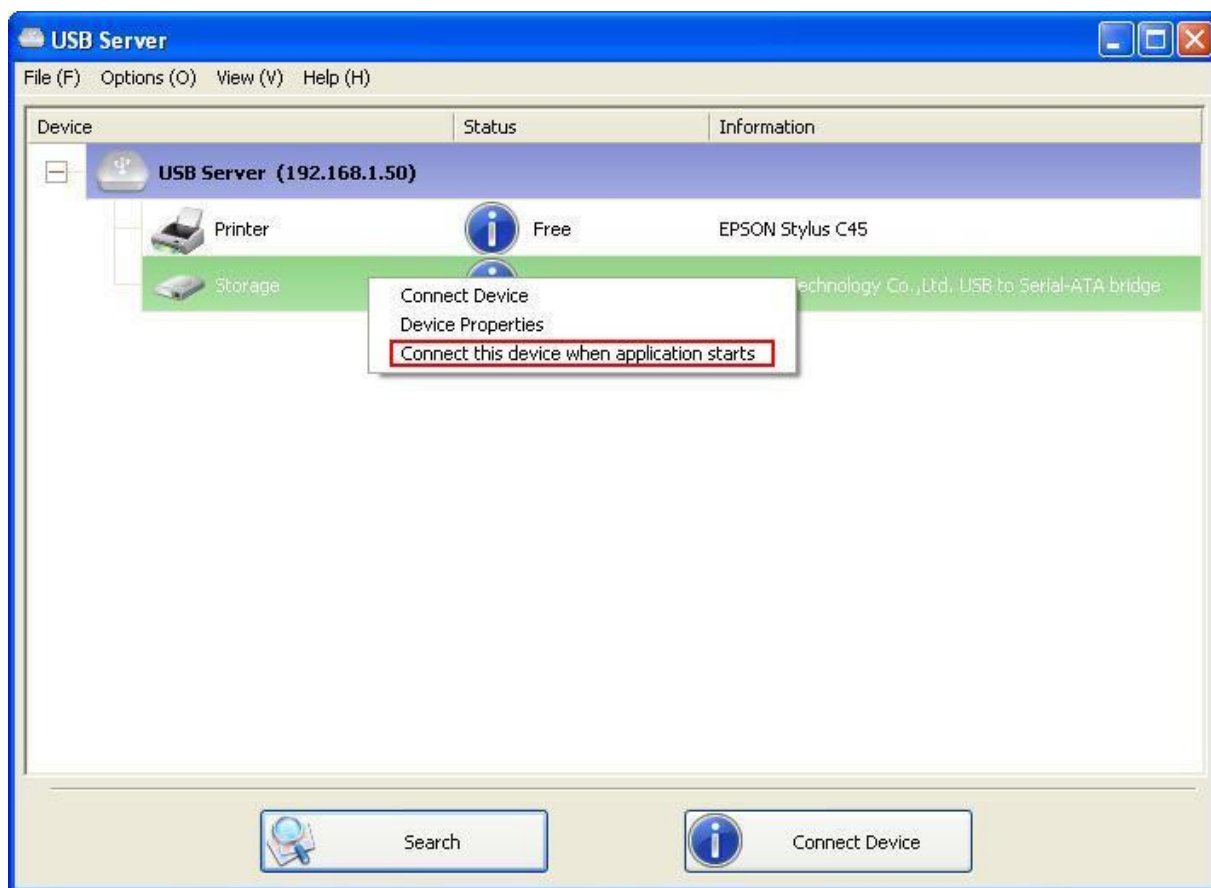 USB Server
File (F) Options (O) View (V) Help (H)
Device Status Information
USB Server (192.168.1.50)
Printer Free EPSON Stylus C45
Storage Technology Co.,Ltd. USB to Serial-ATA bridge
Connect Device
Device Properties
Connect this device when application starts
Search Connect Device